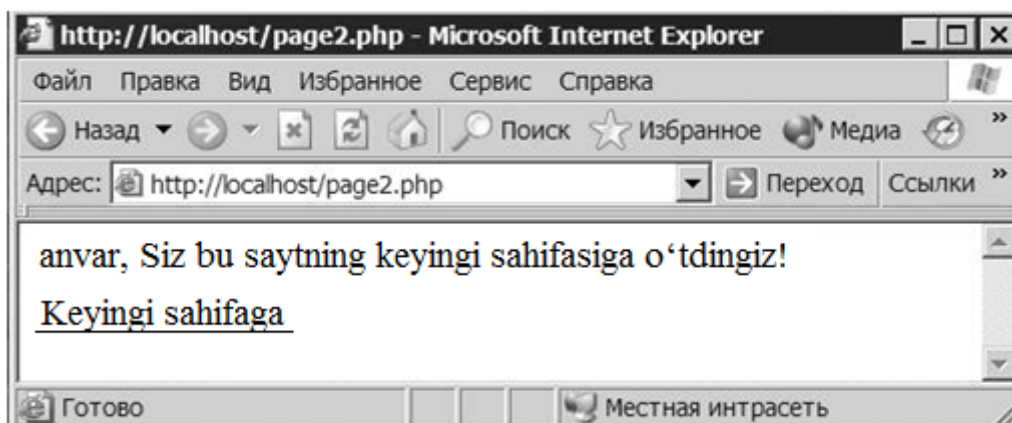 http://localhost/page2.php - Microsoft Internet Explorer
Файл Правка Вид Избранное Сервис Справка
Назад Поиск Избранное Медиа »
Адрес: http://localhost/page2.php Переход Ссылки »
anvar, Siz bu saytning keyingi sahifasiga o‘tdingiz!
Keyingi sahifaga
Готово Местная интрасеть